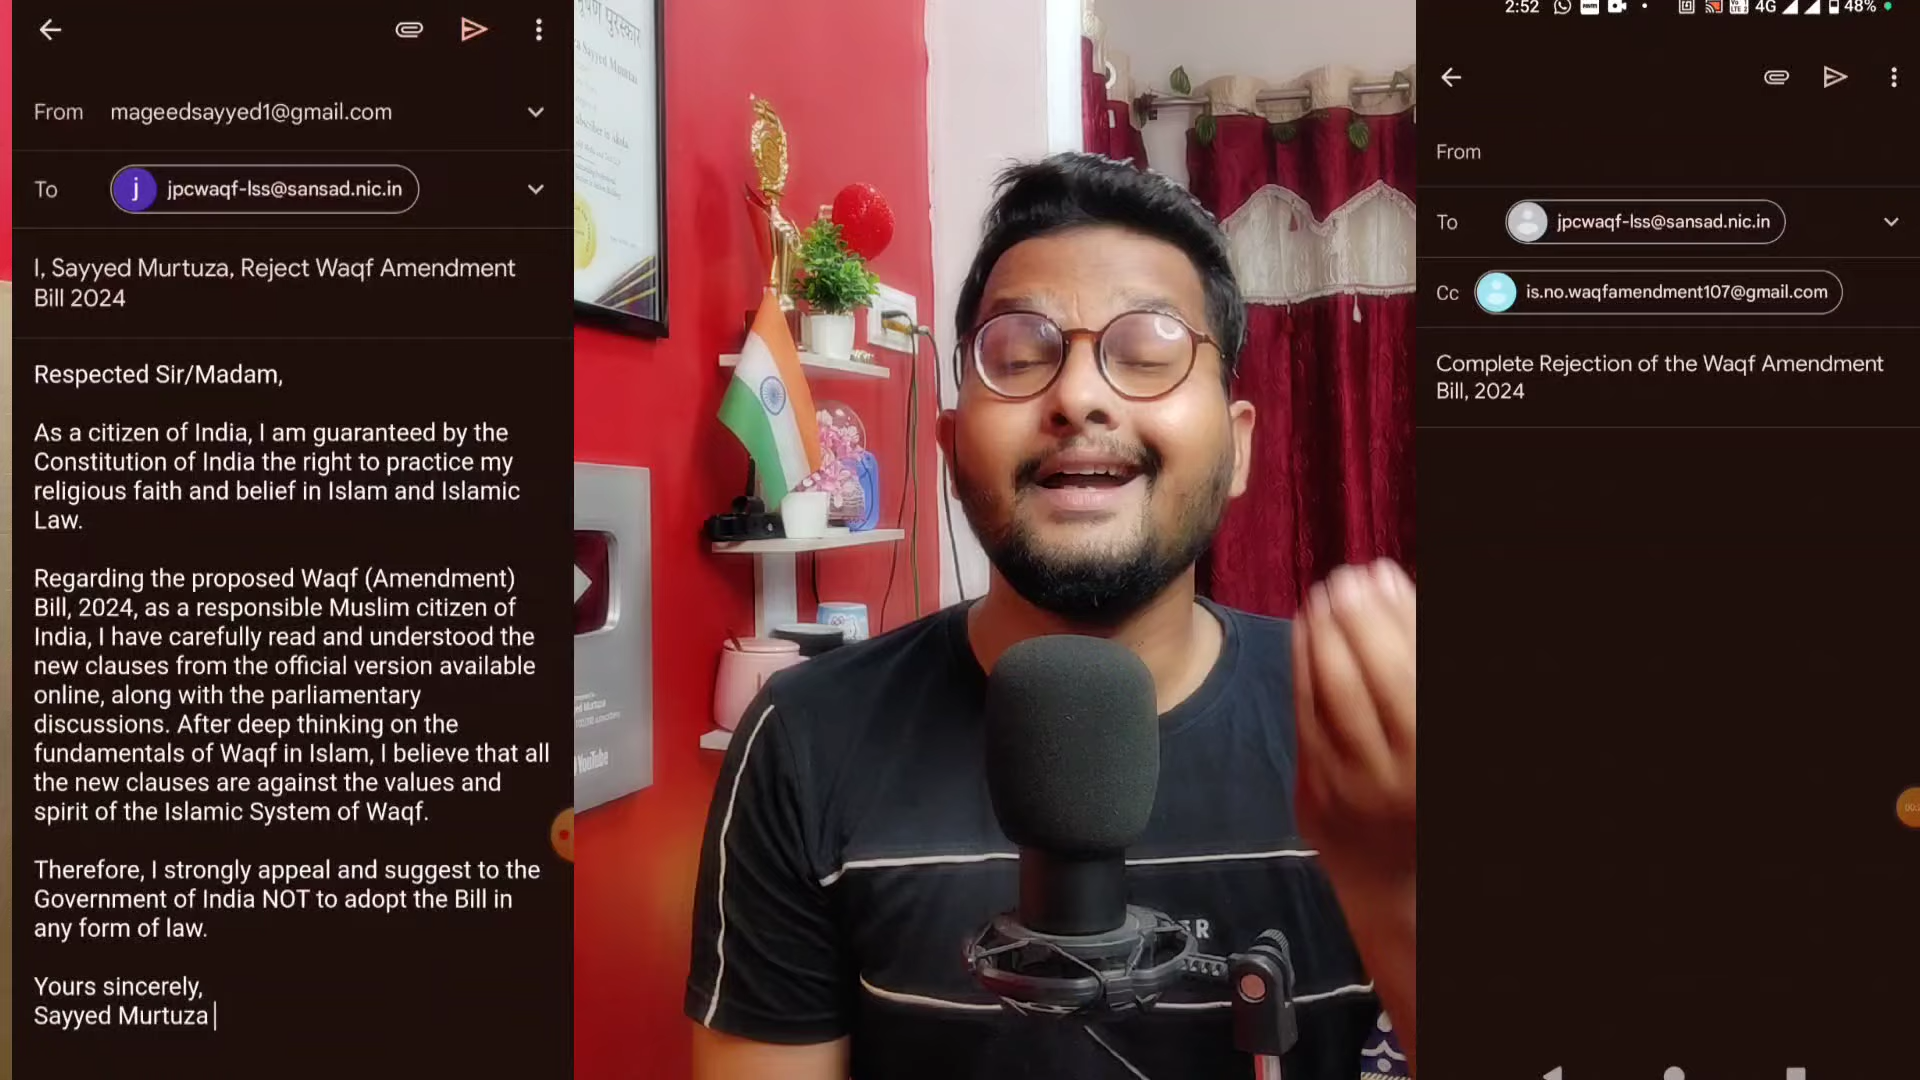 From mageedsayyed1@gmail.com
To j jpcwaqf-lss@sansad.nic.in
I, Sayyed Murtuza, Reject Waqf Amendment
Bill 2024
Respected Sir/Madam,
As a citizen of India, I am guaranteed by the
Constitution of India the right to practice my
religious faith and belief in Islam and Islamic
Law.
Regarding the proposed Waqf (Amendment)
Bill, 2024, as a responsible Muslim citizen of
India, I have carefully read and understood the
new clauses from the official version available
online, along with the parliamentary
discussions. After deep thinking on the
fundamentals of Waqf in Islam, I believe that all
the new clauses are against the values and
spirit of the Islamic System of Waqf.
Therefore, I strongly appeal and suggest to the
Government of India NOT to adopt the Bill in
any form of law.
Yours sincerely,
Sayyed Murtuza
पुरस्कार
Sayyed Murtuza
YouTube
ER
2:52 4G 48%
From
To jpcwaqf-lss@sansad.nic.in
Cc is.no.waqfamendment107@gmail.com
Complete Rejection of the Waqf Amendment
Bill, 2024